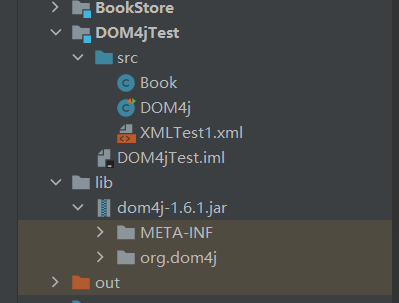 BookStore
DOM4jTest
src
Book
DOM4j
XMLTest1.xml
DOM4jTest.iml
lib
dom4j-1.6.1.jar
META-INF
org.dom4j
out